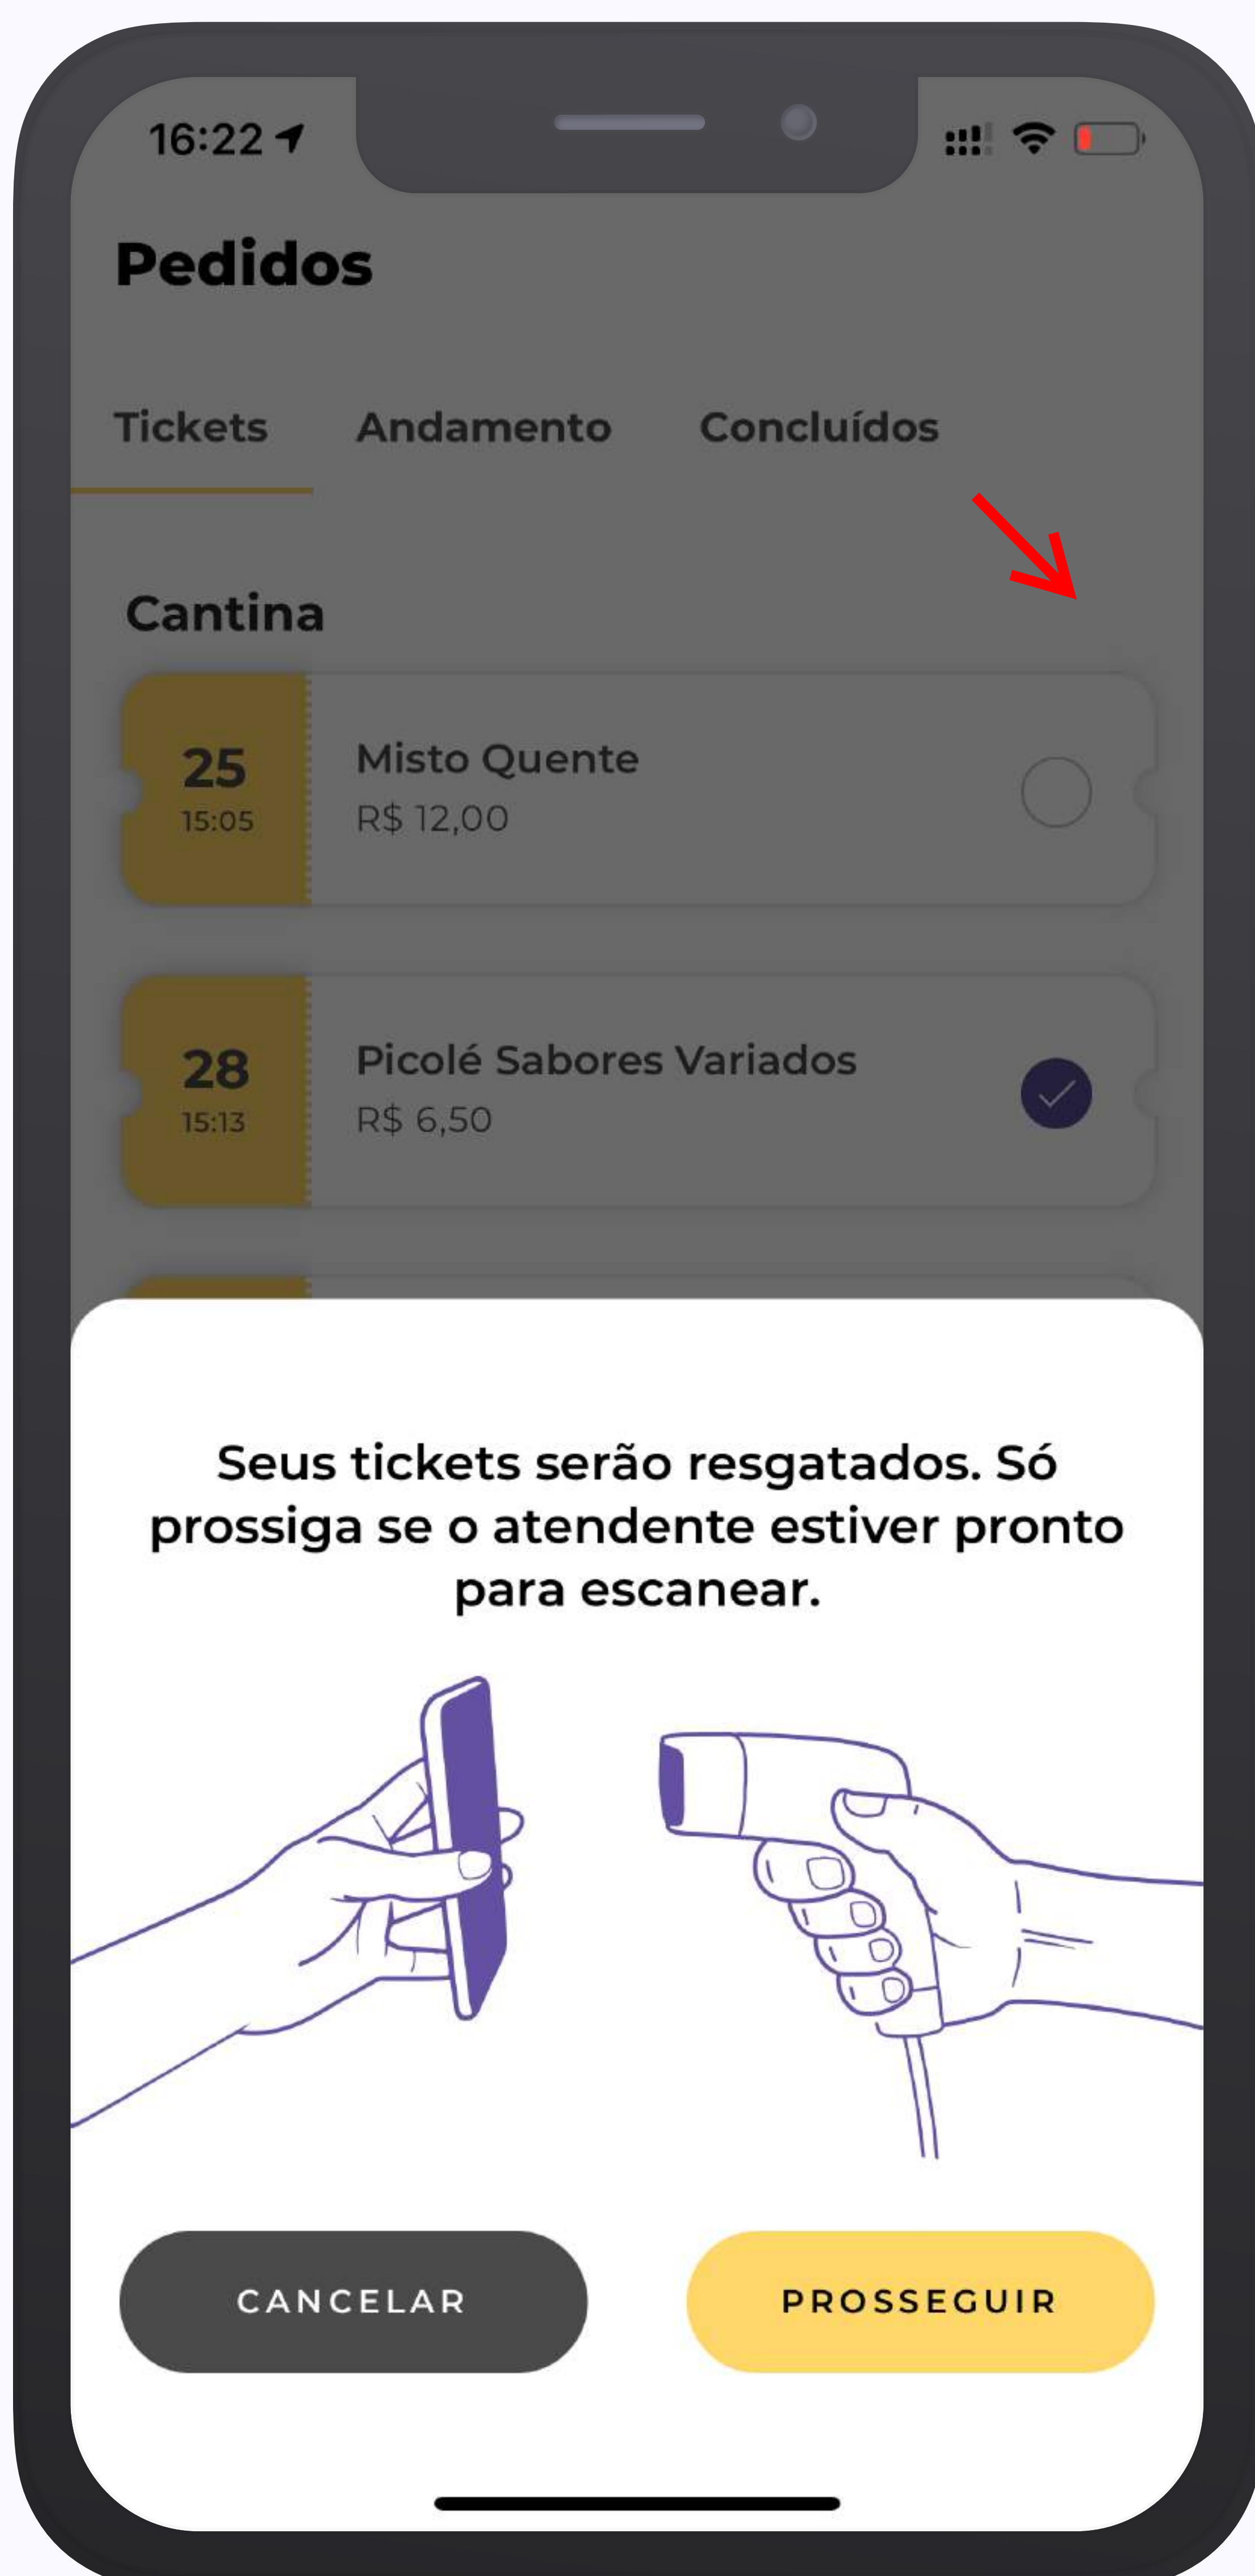 16:22
Pedidos
Tickets Andamento Concluídos
Cantina
25
15:05
Misto Quente
R$ 12,00
28
15:13
Picolé Sabores Variados
R$ 6,50
Seus tickets serão resgatados. Só
prossiga se o atendente estiver pronto
para escanear.
CANCELAR PROSSEGUIR